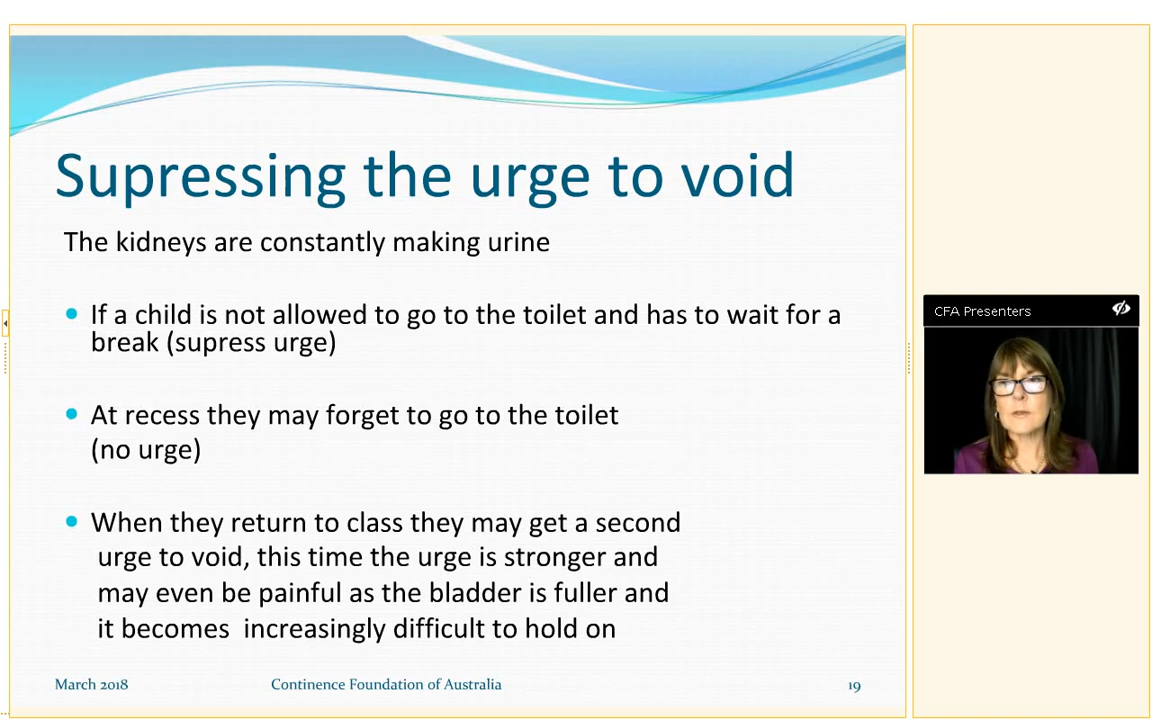 Supressing the urge to void
The kidneys are constantly making urine
If a child is not allowed to go to the toilet and has to wait for a
break (supress urge)
At recess they may forget to go to the toilet
(no urge)
When they return to class they may get a second
urge to void, this time the urge is stronger and
may even be painful as the bladder is fuller and
it becomes  increasingly difficult to hold on
March 2018
Continence Foundation of Australia
19
CFA Presenters